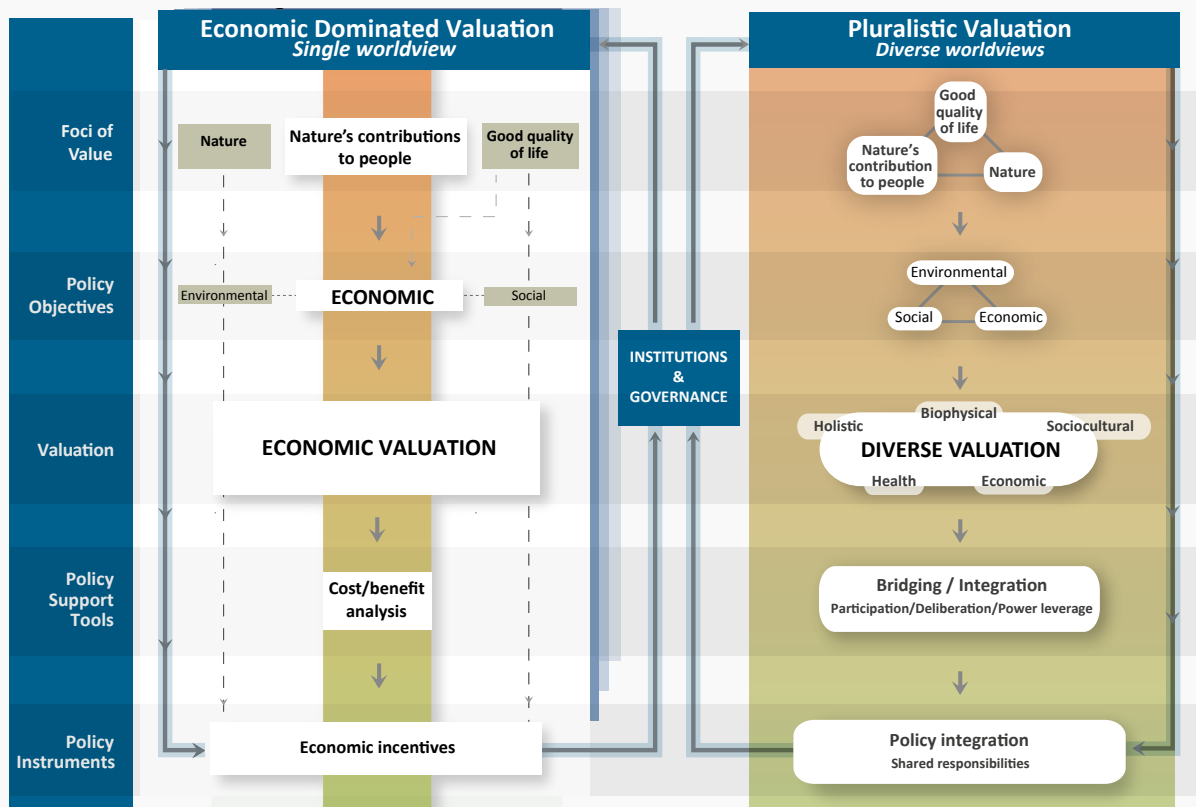 Economic Dominated Valuation
Single worldview
Pluralistic Valuation
Diverse worldviews
Foci of
Value
Nature
Nature's contributions
to people
Good quality
of life
Good
quality
of life
Nature's
contribution
to people
Nature
Policy
Objectives
Environmental
ECONOMIC
Social
Environmental
Social
Economic
INSTITUTIONS
&
GOVERNANCE
Valuation
ECONOMIC VALUATION
Holistic
Biophysical
Sociocultural
DIVERSE VALUATION
Health
Economic
Policy
Support
Tools
Cost/benefit
analysis
Bridging / Integration
Participation/Deliberation/Power leverage
Policy
Instruments
Economic incentives
Policy integration
Shared responsibilities